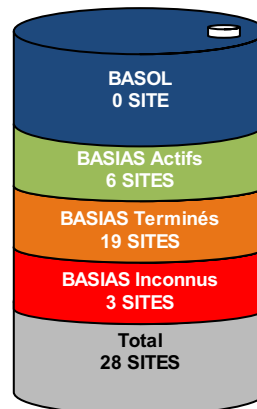 BASOL
0 SITE
BASIAS Actifs
6 SITES
BASIAS Terminés
19 SITES
BASIAS Inconnus
3 SITES
Total
28 SITES